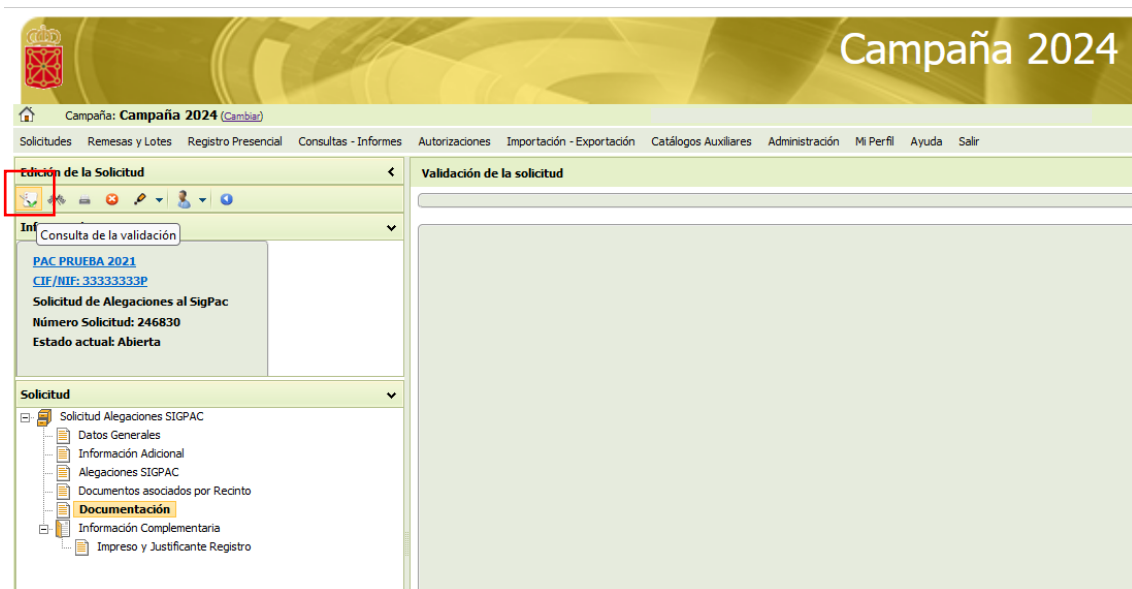 Campaña 2024
Campaña: Campaña 2024 (Cambiar)
Solicitudes Remesas y Lotes Registro Presencial Consultas - Informes Autorizaciones Importación - Exportación Catálogos Auxiliares Administración Mi Perfil Ayuda Salir
Edición de la Solicitud
Validación de la solicitud
Consulta de la validación
PAC PRUEBA 2021
CIF/NIF: 33333333P
Solicitud de Alegaciones al SigPac
Número Solicitud: 246830
Estado actual: Abierta
Solicitud
Solicitud Alegaciones SIGPAC
Datos Generales
Información Adicional
Alegaciones SIGPAC
Documentos asociados por Recinto
Documentación
Información Complementaria
Impreso y Justificante Registro